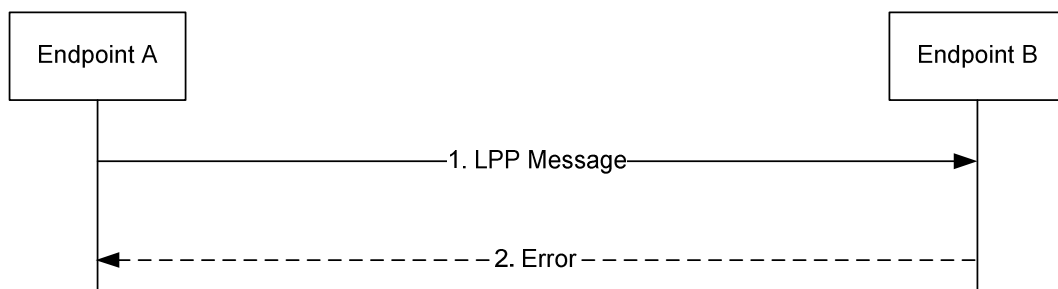 Endpoint A
Endpoint B
1. LPP Message
2. Error